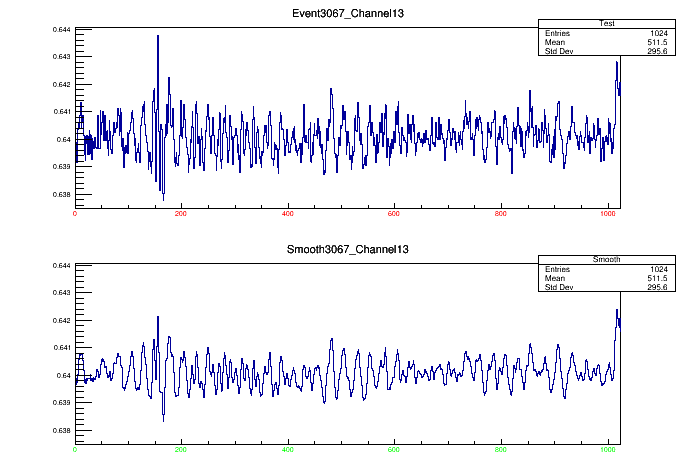 Event3067_Channel13
Test
Entries 1024
Mean 511.5
Std Dev 295.6
0.644
0.643
0.642
0.641
0.64
0.639
0.638
0 200 400 600 800 1000
Smooth3067_Channel13
Smooth
Entries 1024
Mean 511.5
Std Dev 295.6
0.644
0.643
0.642
0.641
0.64
0.639
0.638
0 200 400 600 800 1000